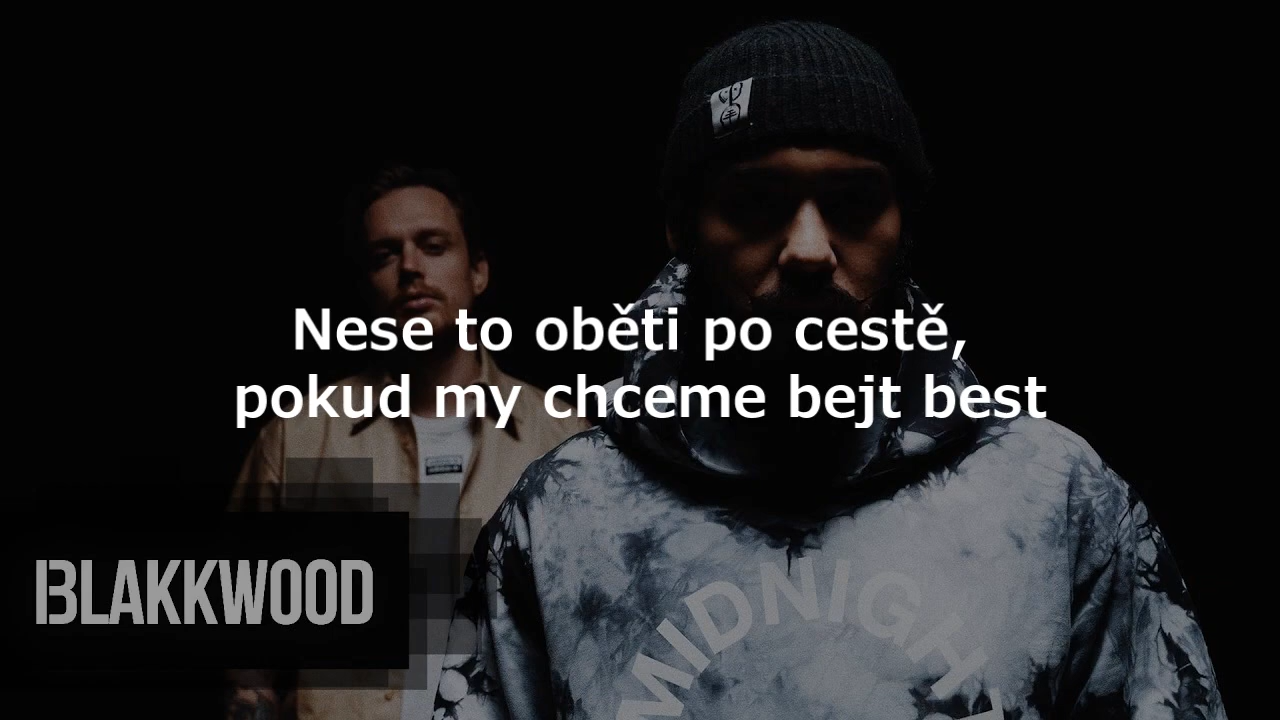 Nese to oběti po cestě,
pokud my chceme bejt best
BLAKKWOOD
MIDNIGHT